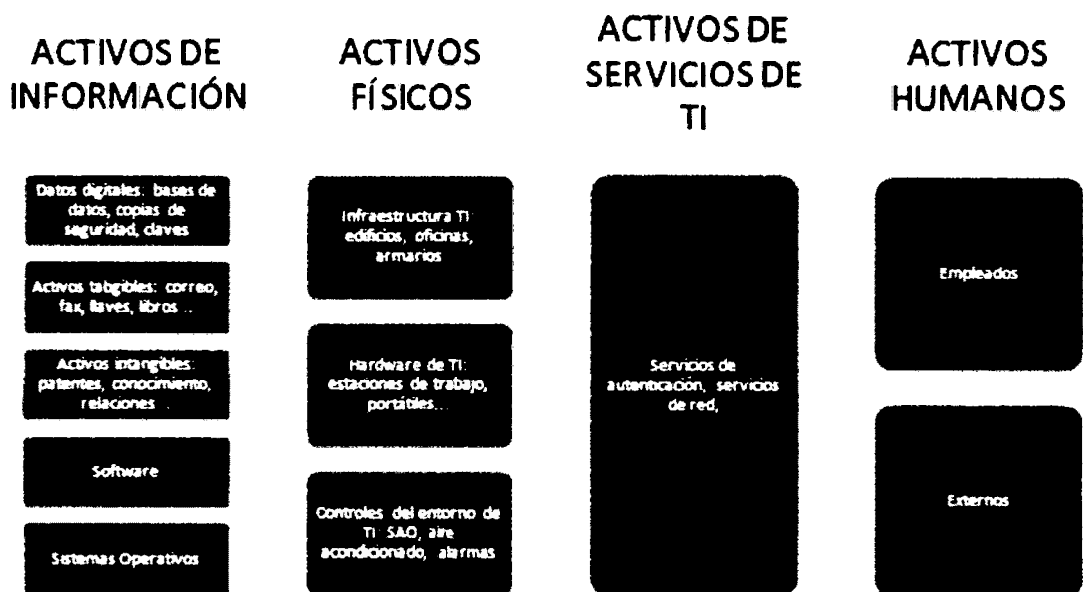 ACTIVOS DE
INFORMACIÓN
Datos digitales: bases de
datos, copias de
seguridad, claves
Activos tabgibles: correo,
fax, llaves, libros ...
Activos intangibles:
patentes, conocimiento,
relaciones ...
Software
Sistemas Operativos
ACTIVOS
FÍSICOS
Infraestructura TI:
edificios, oficinas,
armarios
Hardware de TI:
estaciones de trabajo,
portátiles...
Controles del entorno de
TI: SAO, aire
acondicionado, alarmas
ACTIVOS DE
SERVICIOS DE
TI
Servicios de
autenticación, servicios
de red,
ACTIVOS
HUMANOS
Empleados
Externos